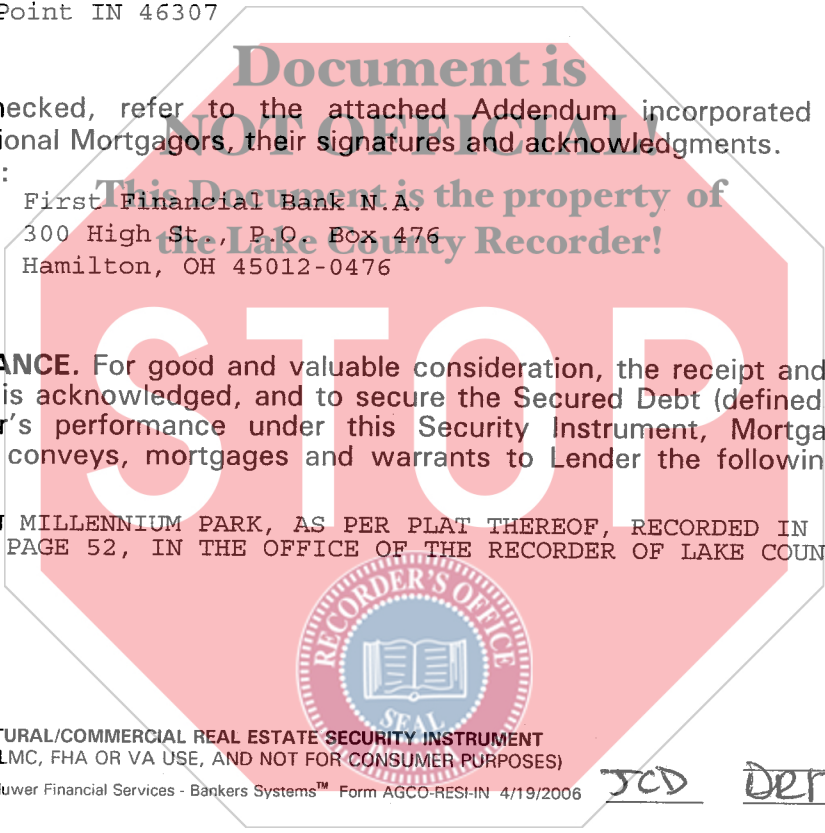 Point IN 46307
Document is
ecked, refer to the attached Addendum incorporated
NOT OFFICIAL!
ional Mortgagors, their signatures and acknowledgments.
:
This Document is the property of
First Financial Bank N.A.
300 High St., P.O. Box 476
the Lake County Recorder!
Hamilton, OH 45012-0476
STOP
ANCE. For good and valuable consideration, the receipt and
is acknowledged, and to secure the Secured Debt (defined
r's performance under this Security Instrument, Mortga
conveys, mortgages and warrants to Lender the followin
MILLENNIUM PARK, AS PER PLAT THEREOF, RECORDED IN
PAGE 52, IN THE OFFICE OF THE RECORDER OF LAKE COUN
RECORDER'S OFFICE
SEAL
INDIANA
TURAL/COMMERCIAL REAL ESTATE SECURITY INSTRUMENT
LMC, FHA OR VA USE, AND NOT FOR CONSUMER PURPOSES)
luwer Financial Services - Bankers Systems™ Form AGCO-RESI-IN 4/19/2006
JCD